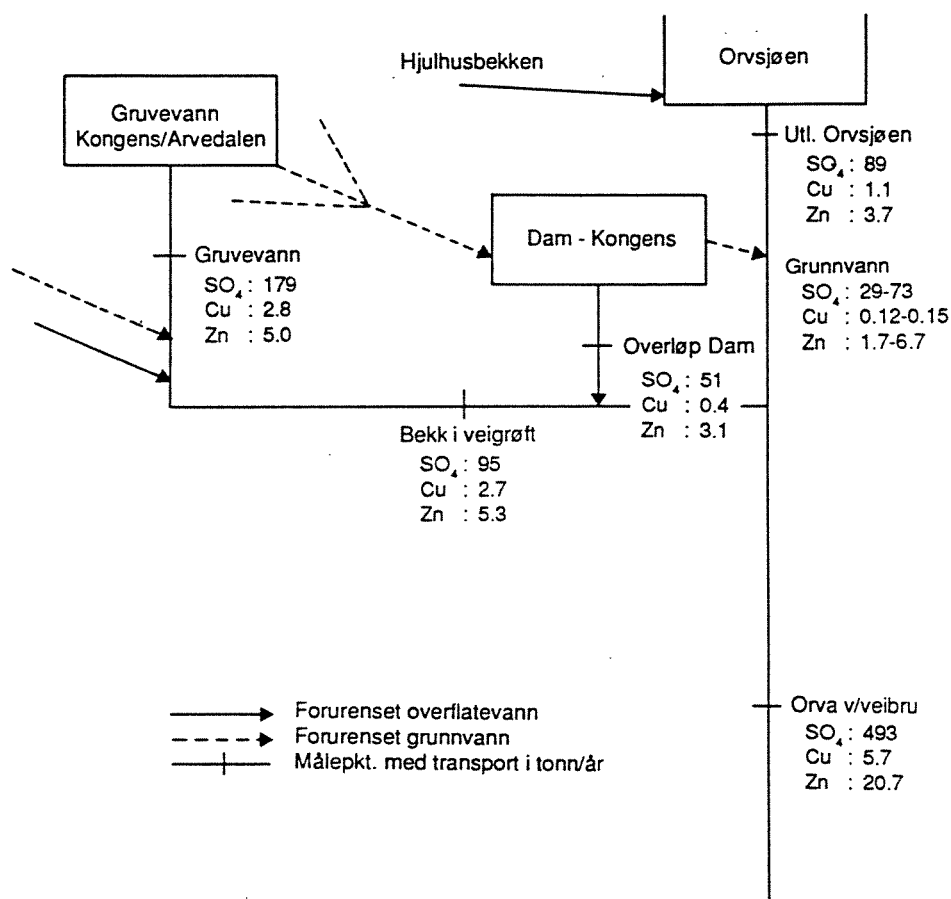 Hjulhusbekken
Orvsjøen
Gruvevann
Kongens/Arvedalen
Utl. Orvsjøen
SO₄ : 89
Cu : 1.1
Zn : 3.7
Dam - Kongens
Gruvevann
SO₄ : 179
Cu : 2.8
Zn : 5.0
Grunnvann
SO₄ : 29-73
Cu : 0.12-0.15
Zn : 1.7-6.7
Overløp Dam
SO₄ : 51
Cu : 0.4
Zn : 3.1
Bekk i veigrøft
SO₄ : 95
Cu : 2.7
Zn : 5.3
Orva v/veibru
SO₄ : 493
Cu : 5.7
Zn : 20.7
Forurenset overflatevann
Forurenset grunnvann
Målepkt. med transport i tonn/år